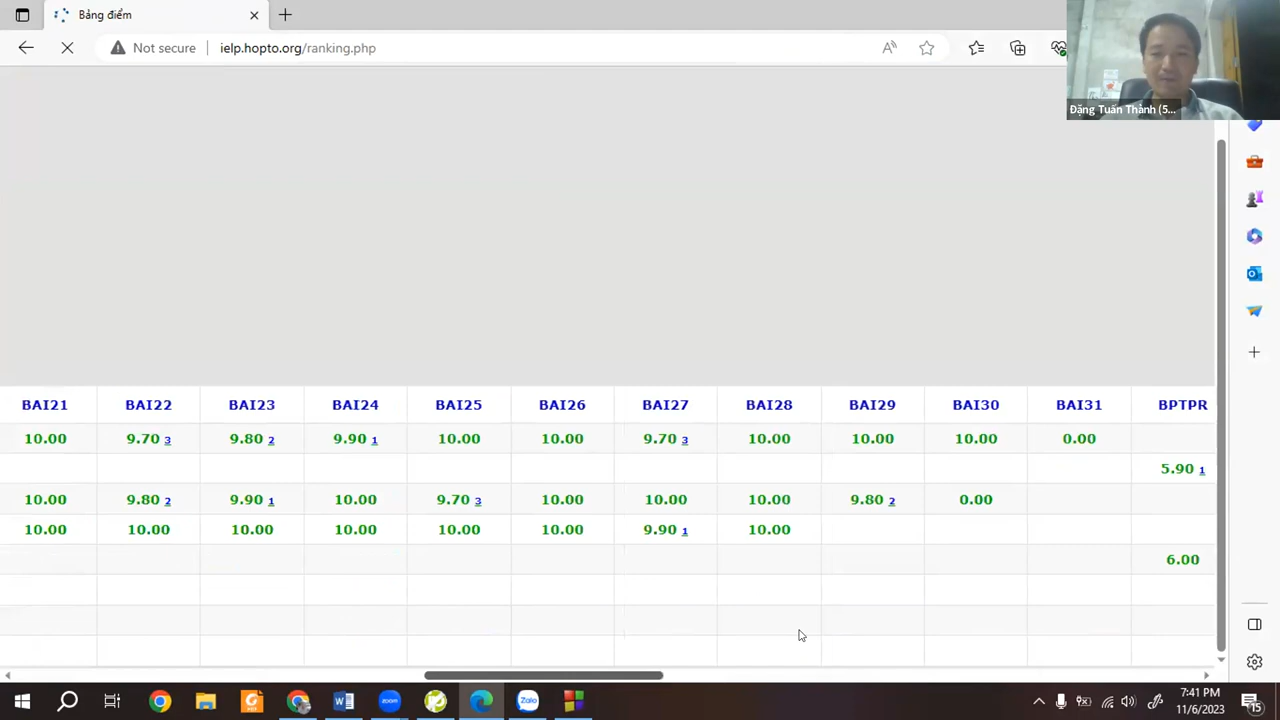 Bảng điểm
Not secure ielp.hopto.org/ranking.php
Đặng Tuấn Thành (5...
BAI21 BAI22 BAI23 BAI24 BAI25 BAI26 BAI27 BAI28 BAI29 BAI30 BAI31 BPTPR
10.00 9.70 3 9.80 2 9.90 1 10.00 10.00 9.70 3 10.00 10.00 10.00 0.00
5.90 1
10.00 9.80 2 9.90 1 10.00 9.70 3 10.00 10.00 10.00 9.80 2 0.00
10.00 10.00 10.00 10.00 10.00 10.00 9.90 1 10.00
6.00
7:41 PM
11/6/2023
15